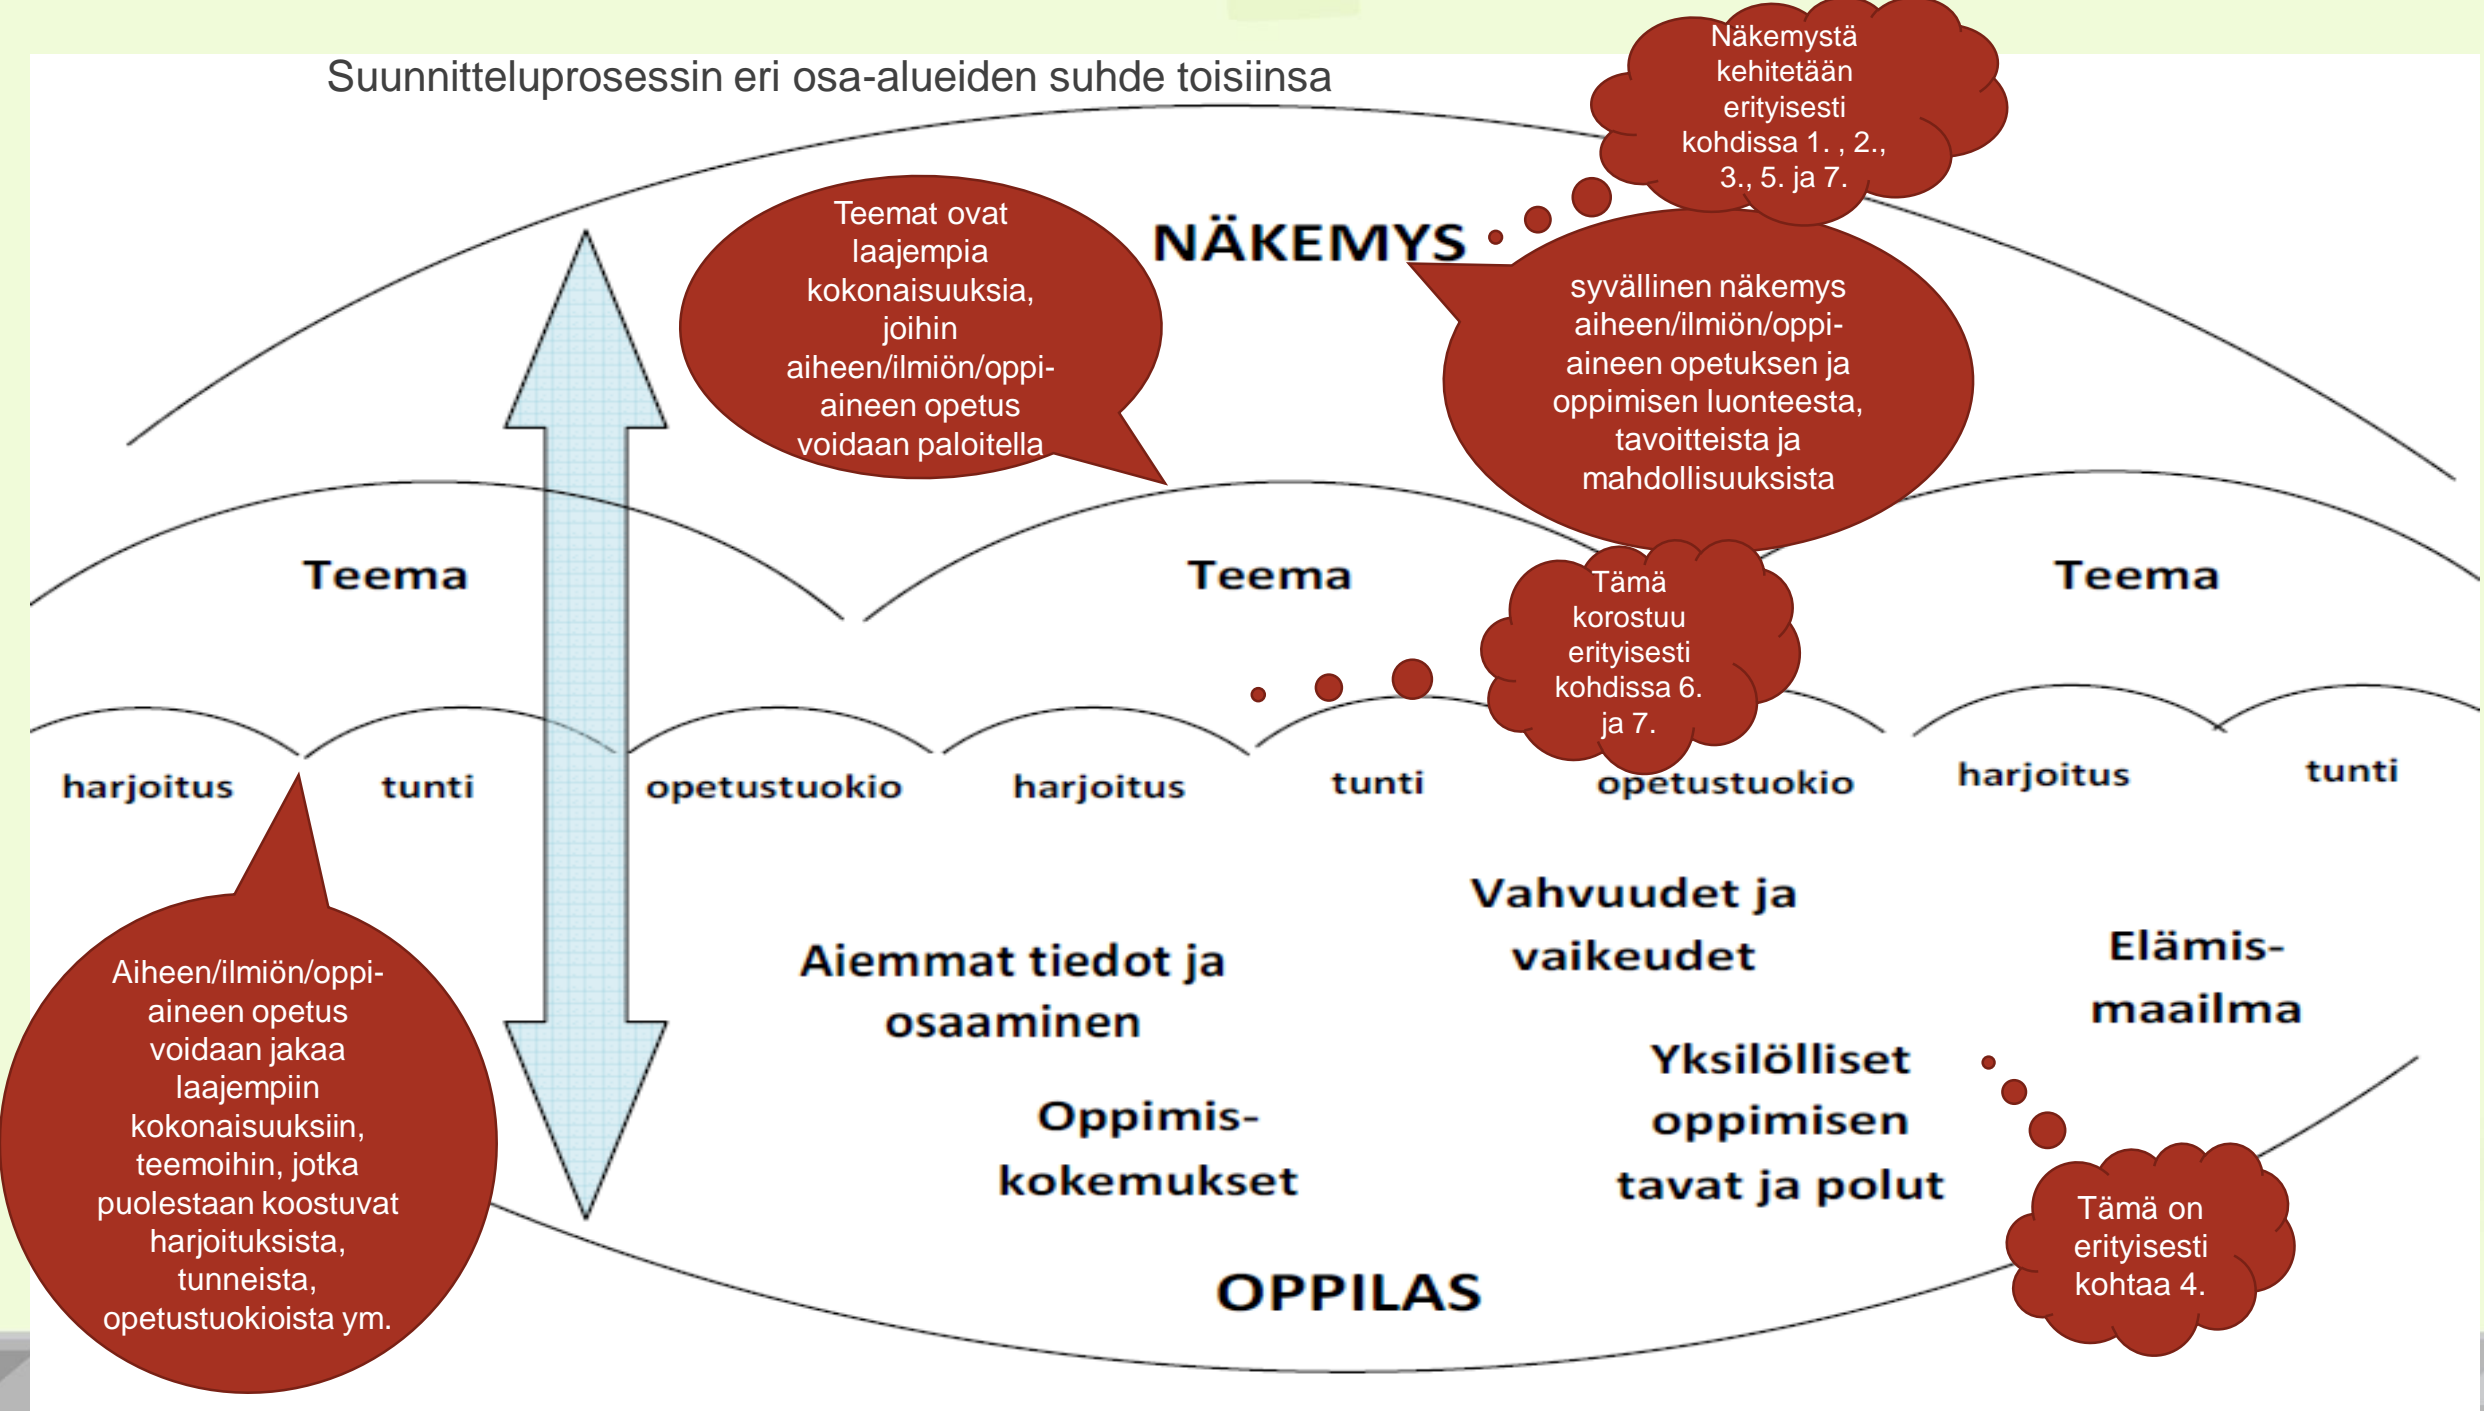 Suunnitteluprosessin eri osa-alueiden suhde toisiinsa
Näkemystä
kehitetään
erityisesti
kohdissa 1. , 2.,
3., 5. ja 7.
NÄKEMYS
Teemat ovat
laajempia
kokonaisuuksia,
joihin
aiheen/ilmiön/oppi-
aineen opetus
voidaan paloitella
syvällinen näkemys
aiheen/ilmiön/oppi-
aineen opetuksen ja
oppimisen luonteesta,
tavoitteista ja
mahdollisuuksista
Teema
Teema
Teema
Tämä
korostuu
erityisesti
kohdissa 6.
ja 7.
harjoitus
tunti
opetustuokio
harjoitus
tunti
opetustuokio
harjoitus
tunti
Aiheen/ilmiön/oppi-
aineen opetus
voidaan jakaa
laajempiin
kokonaisuuksiin,
teemoihin, jotka
puolestaan koostuvat
harjoituksista,
tunneista,
opetustuokioista ym.
Aiemmat tiedot ja
osaaminen
Vahvuudet ja
vaikeudet
Elämis-
maailma
Oppimis-
kokemukset
Yksilölliset
oppimisen
tavat ja polut
Tämä on
erityisesti
kohtaa 4.
OPPILAS